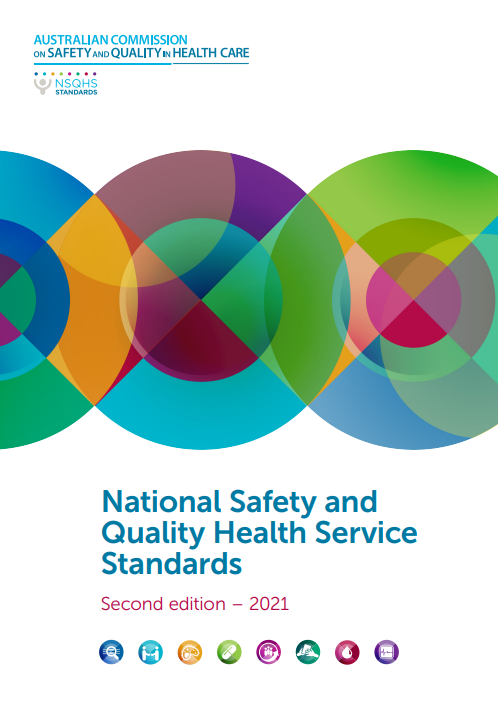 AUSTRALIAN COMMISSION
ON SAFETY AND QUALITY IN HEALTH CARE
NSQHS
STANDARDS
National Safety and
Quality Health Service
Standards
Second edition – 2021